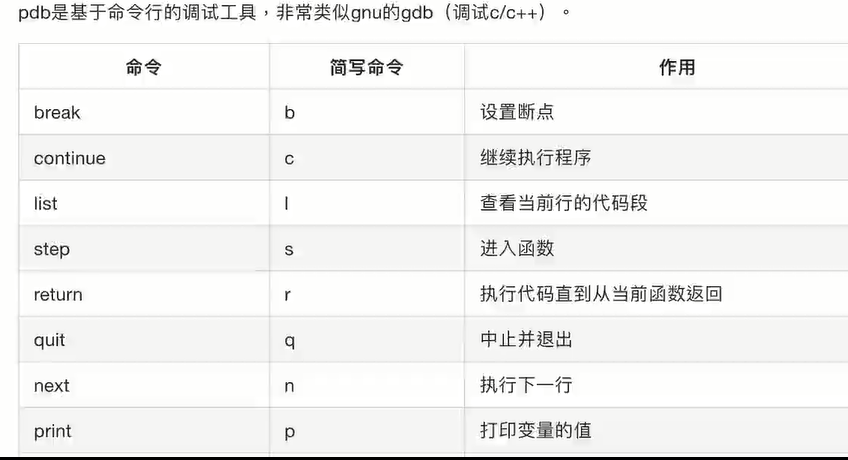 pdb是基于命令行的调试工具，非常类似gnu的gdb（调试c/c++）。
命令 简写命令 作用
break b 设置断点
continue c 继续执行程序
list l 查看当前行的代码段
step s 进入函数
return r 执行代码直到从当前函数返回
quit q 中止并退出
next n 执行下一行
print p 打印变量的值